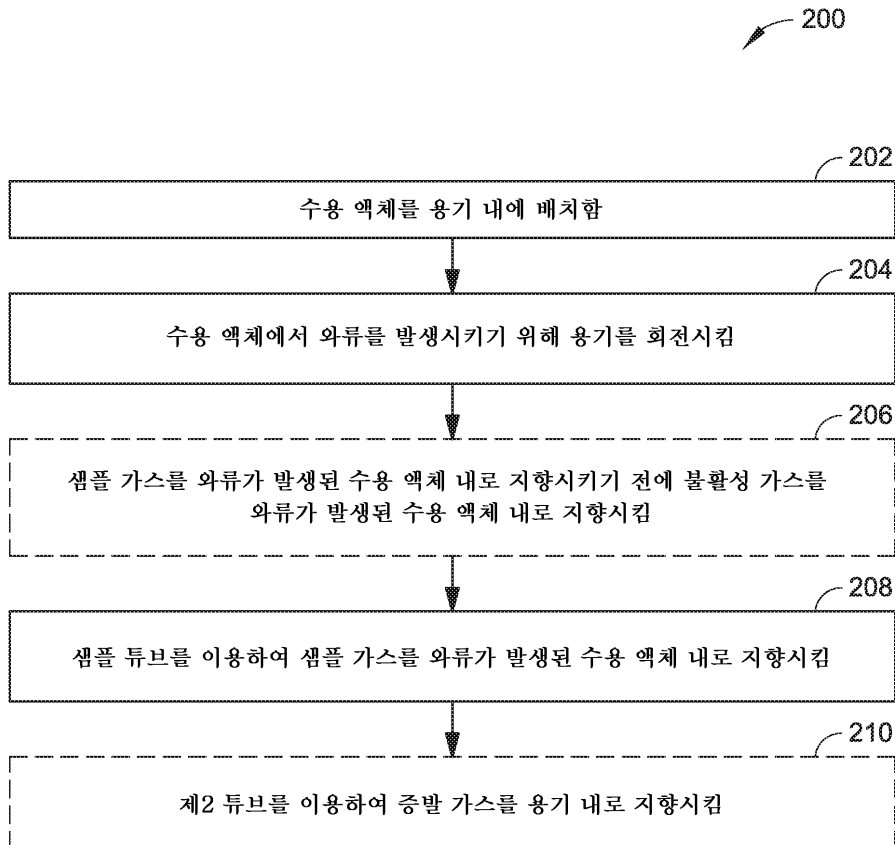 200
202
수용 액체를 용기 내에 배치함
204
수용 액체에서 와류를 발생시키기 위해 용기를 회전시킴
206
샘플 가스를 와류가 발생된 수용 액체 내로 지향시키기 전에 불활성 가스를
와류가 발생된 수용 액체 내로 지향시킴
208
샘플 튜브를 이용하여 샘플 가스를 와류가 발생된 수용 액체 내로 지향시킴
210
제2 튜브를 이용하여 증발 가스를 용기 내로 지향시킴